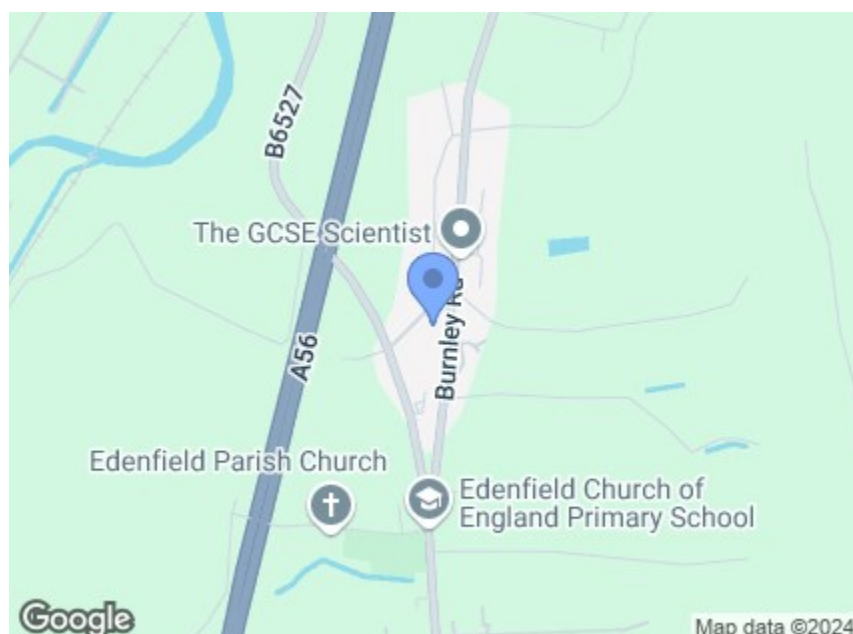 B6527
The GCSE Scientist
Burnley Rd
A56
Edenfield Parish Church
Edenfield Church of
England Primary School
Google
Map data ©2024